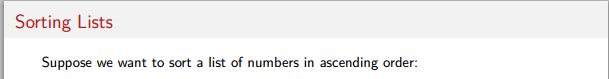 Sorting Lists
Suppose we want to sort a list of numbers in ascending order: